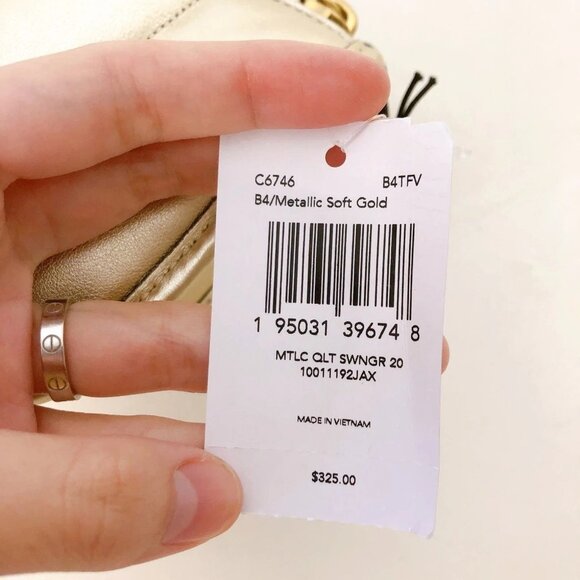 C6746 B4TFV
B4/Metallic Soft Gold
1 95031 39674 8
MTLC QLT SWNGR 20
10011192JAX
MADE IN VIETNAM
$325.00